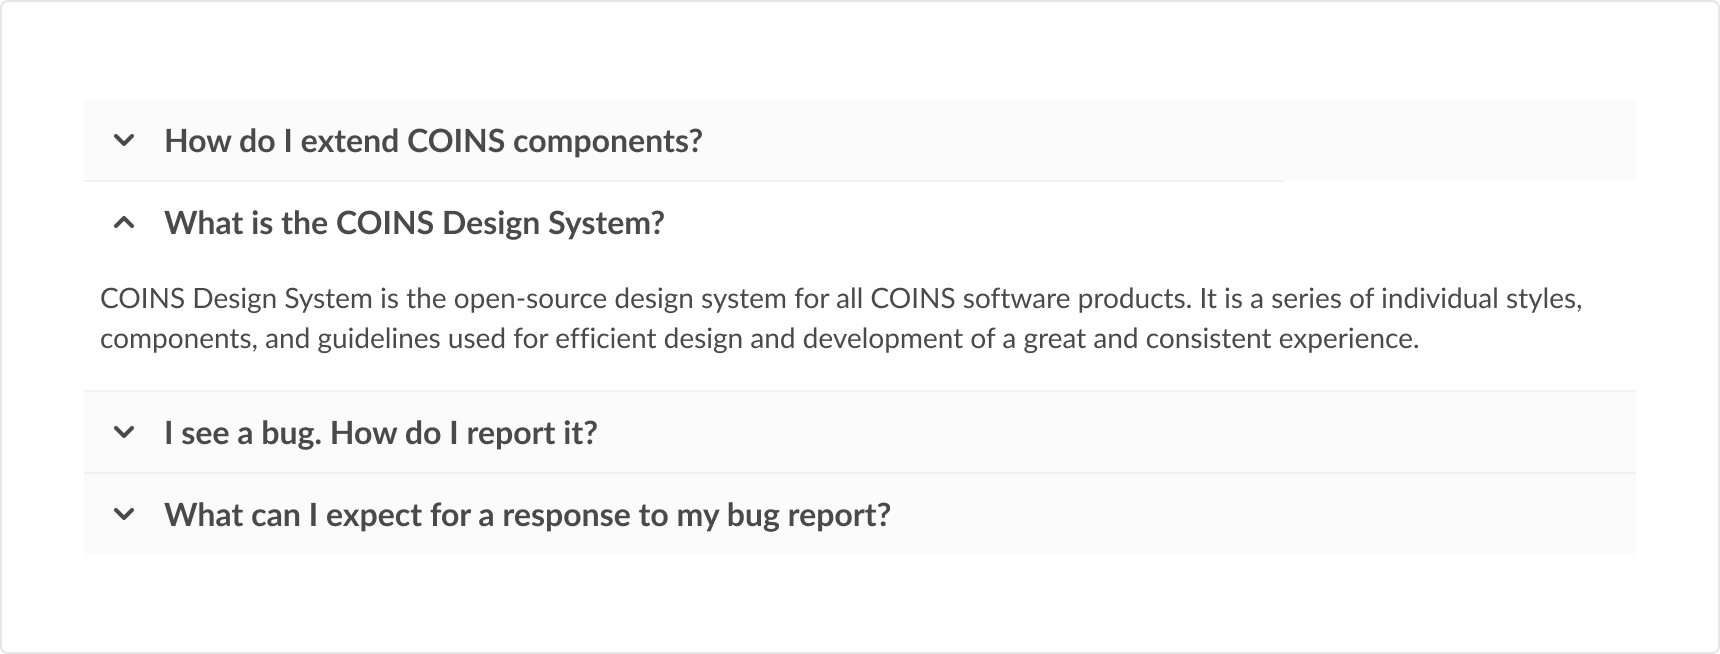 How do I extend COINS components?
What is the COINS Design System?
COINS Design System is the open-source design system for all COINS software products. It is a series of individual styles,
components, and guidelines used for efficient design and development of a great and consistent experience.
I see a bug. How do I report it?
What can I expect for a response to my bug report?